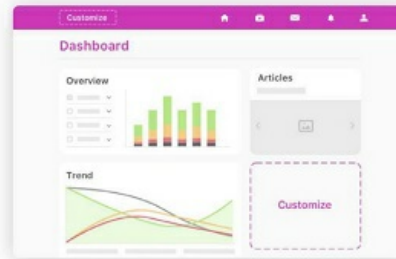 Customize
Dashboard
Overview
Articles
Trend
Customize